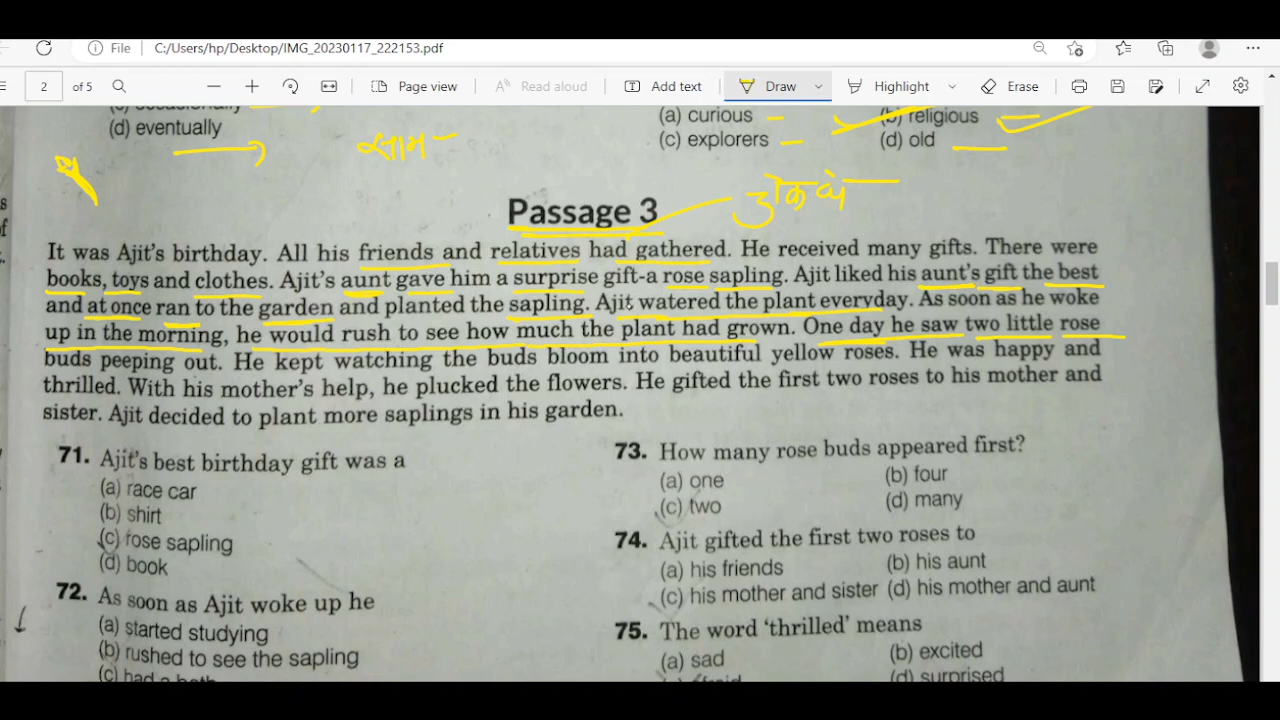 File C:/Users/hp/Desktop/IMG_20230117_222153.pdf
2 of 5 Page view Read aloud Add text Draw Highlight Erase
(d) eventually
(a) curious (b) religious
(c) explorers (d) old
Passage 3
It was Ajit's birthday. All his friends and relatives had gathered. He received many gifts. There were
books, toys and clothes. Ajit's aunt gave him a surprise gift-a rose sapling. Ajit liked his aunt's gift the best
and at once ran to the garden and planted the sapling. Ajit watered the plant everyday. As soon as he woke
up in the morning, he would rush to see how much the plant had grown. One day he saw two little rose
buds peeping out. He kept watching the buds bloom into beautiful yellow roses. He was happy and
thrilled. With his mother's help, he plucked the flowers. He gifted the first two roses to his mother and
sister. Ajit decided to plant more saplings in his garden.
71. Ajit's best birthday gift was a
(a) race car
(b) shirt
(c) rose sapling
(d) book
72. As soon as Ajit woke up he
(a) started studying
(b) rushed to see the sapling
73. How many rose buds appeared first?
(a) one (b) four
(c) two (d) many
74. Ajit gifted the first two roses to
(a) his friends (b) his aunt
(c) his mother and sister (d) his mother and aunt
75. The word 'thrilled' means
(a) sad (b) excited
(d) surprised